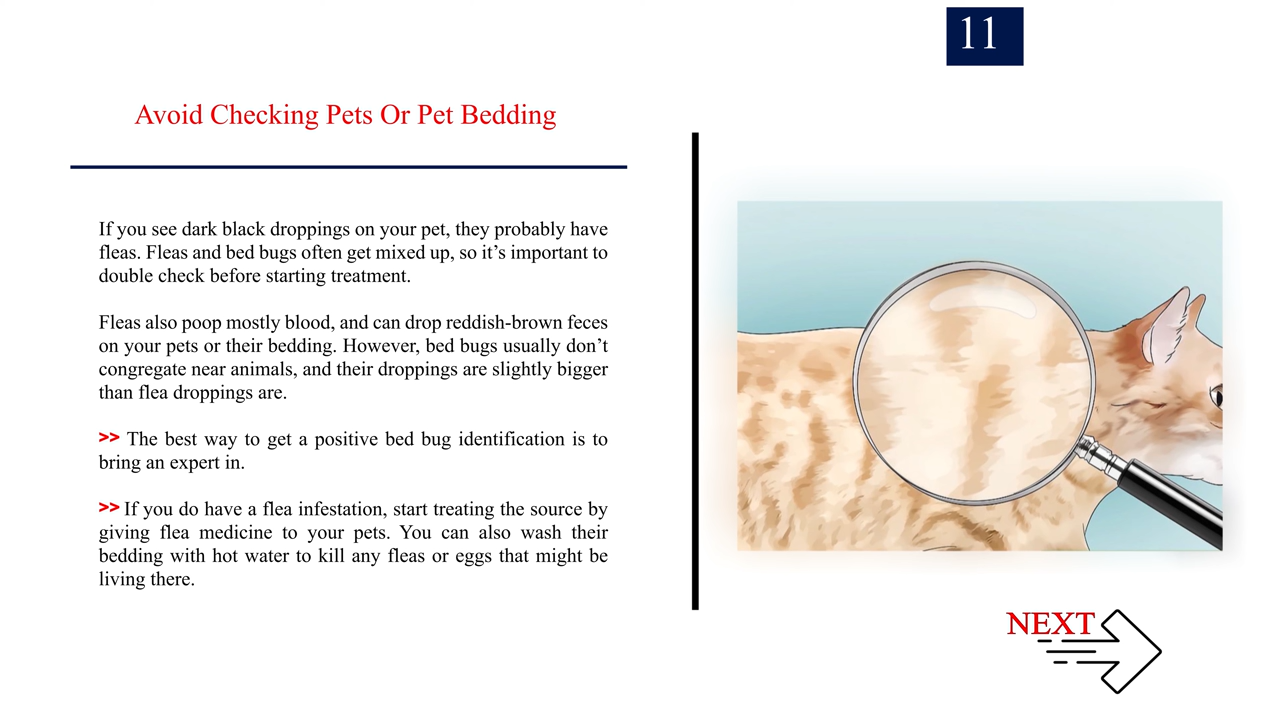 11
Avoid Checking Pets Or Pet Bedding
If you see dark black droppings on your pet, they probably have
fleas. Fleas and bed bugs often get mixed up, so it’s important to
double check before starting treatment.
Fleas also poop mostly blood, and can drop reddish-brown feces
on your pets or their bedding. However, bed bugs usually don’t
congregate near animals, and their droppings are slightly bigger
than flea droppings are.
>> The best way to get a positive bed bug identification is to
bring an expert in.
>> If you do have a flea infestation, start treating the source by
giving flea medicine to your pets. You can also wash their
bedding with hot water to kill any fleas or eggs that might be
living there.
NEXT